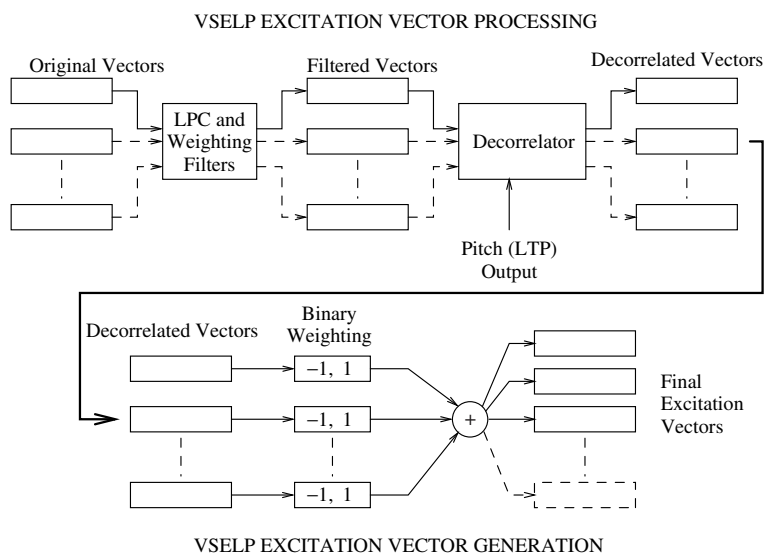 VSELP EXCITATION VECTOR PROCESSING
Original Vectors
Filtered Vectors
Decorrelated Vectors
LPC and
Weighting
Filters
Decorrelator
Pitch (LTP)
Output
Decorrelated Vectors
Binary
Weighting
−1, 1
−1, 1
−1, 1
+
Final
Excitation
Vectors
VSELP EXCITATION VECTOR GENERATION